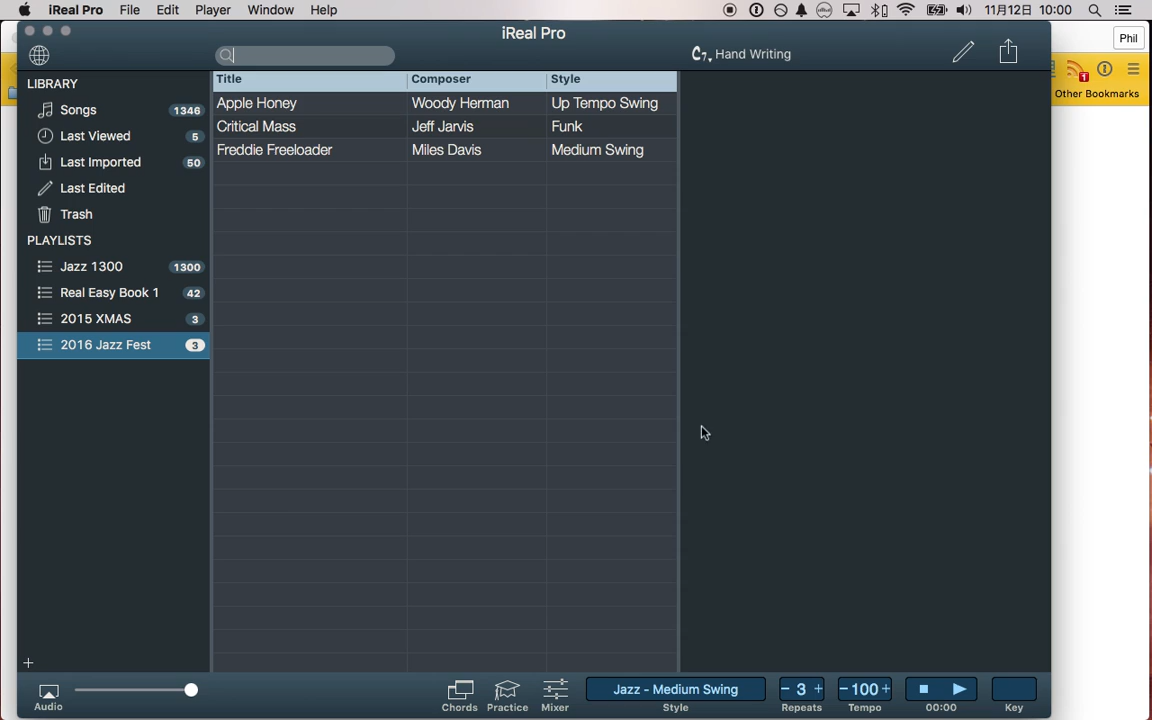 iReal Pro File Edit Player Window Help 11月12日 10:00
iReal Pro
Phil
C7 Hand Writing
1
Other Bookmarks
LIBRARY
Songs 1346
Last Viewed 5
Last Imported 50
Last Edited
Trash
PLAYLISTS
Jazz 1300 1300
Real Easy Book 1 42
2015 XMAS 3
2016 Jazz Fest 3
Title Composer Style
Apple Honey Woody Herman Up Tempo Swing
Critical Mass Jeff Jarvis Funk
Freddie Freeloader Miles Davis Medium Swing
+
Audio
Chords Practice Mixer
Jazz - Medium Swing
Style
− 3 +
Repeats
−100+
Tempo
00:00
Key